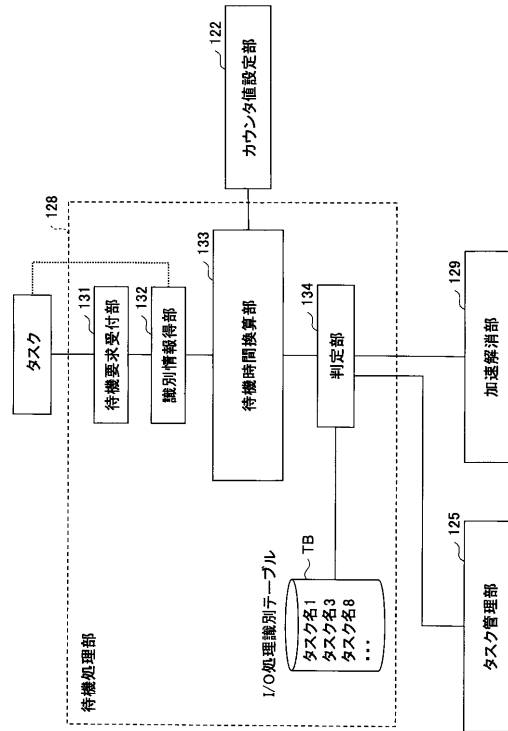 タスク
128
131
待機要求受付部
132
識別情報得部
133
待機時間換算部
122
カウンタ値設定部
134
判定部
待機処理部
I/O処理識別テーブル
TB
タスク名1
タスク名3
タスク名8
...
125
タスク管理部
129
加速解消部